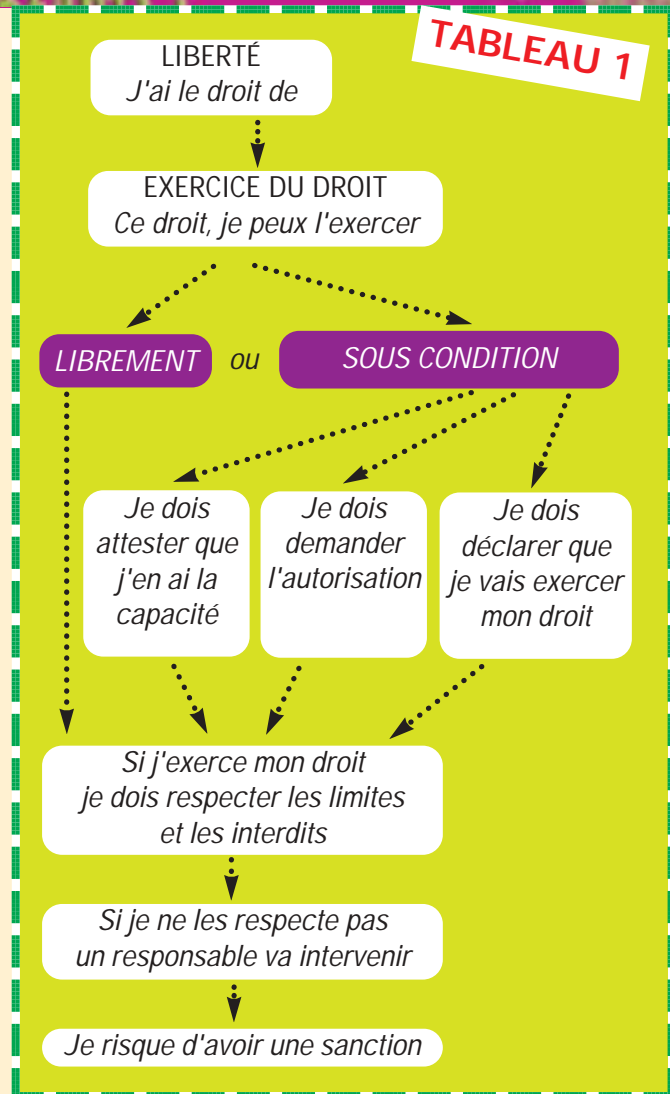 TABLEAU 1
LIBERTÉ
J'ai le droit de
EXERCICE DU DROIT
Ce droit, je peux l'exercer
LIBREMENT ou SOUS CONDITION
Je dois
attester que
j'en ai la
capacité
Je dois
demander
l'autorisation
Je dois
déclarer que
je vais exercer
mon droit
Si j'exerce mon droit
je dois respecter les limites
et les interdits
Si je ne les respecte pas
un responsable va intervenir
Je risque d'avoir une sanction